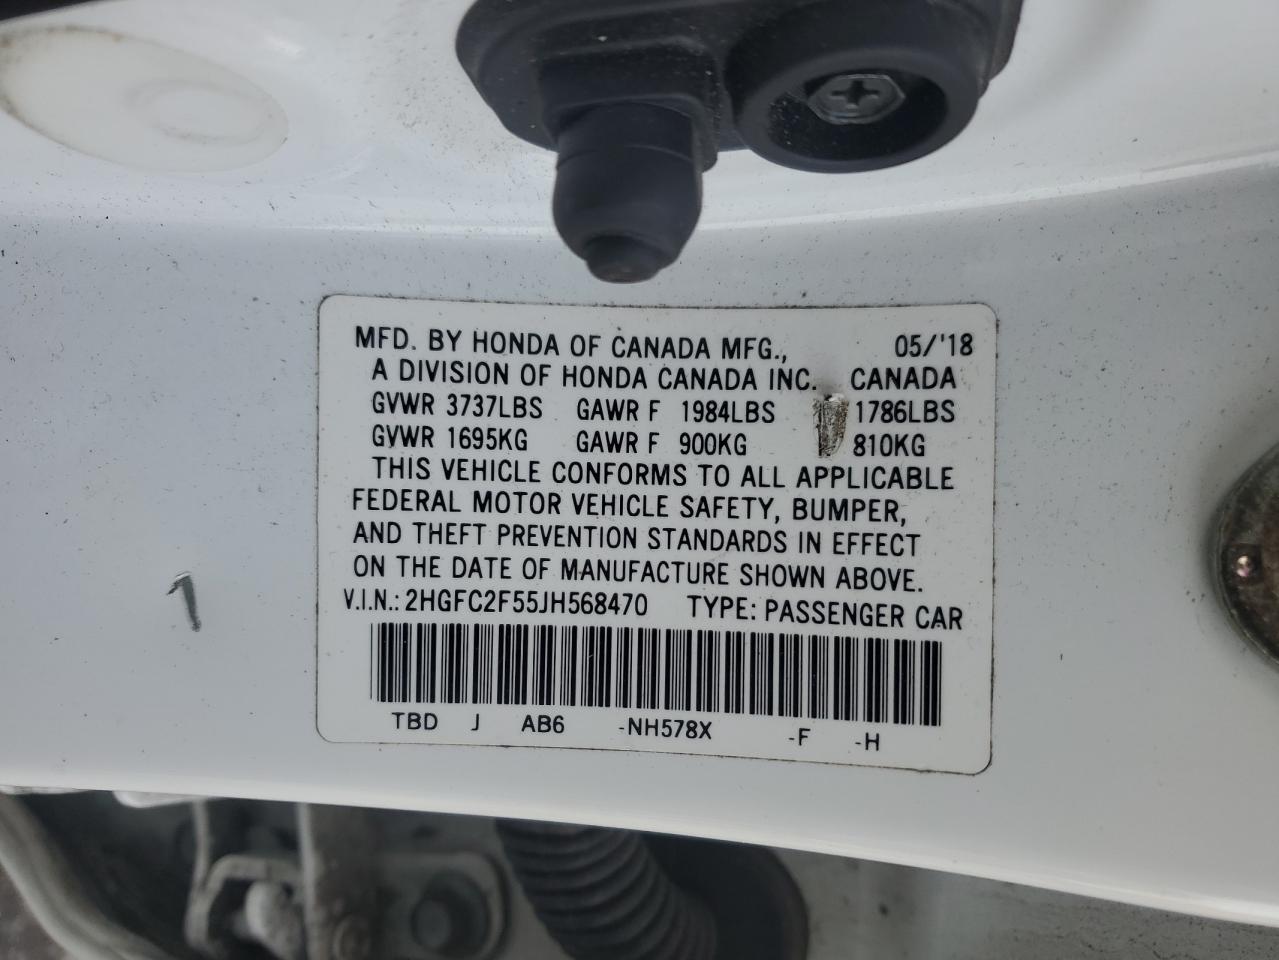 MFD. BY HONDA OF CANADA MFG., 05/'18
A DIVISION OF HONDA CANADA INC. CANADA
GVWR 3737LBS GAWR F 1984LBS 1786LBS
GVWR 1695KG GAWR F 900KG 810KG
THIS VEHICLE CONFORMS TO ALL APPLICABLE
FEDERAL MOTOR VEHICLE SAFETY, BUMPER,
AND THEFT PREVENTION STANDARDS IN EFFECT
ON THE DATE OF MANUFACTURE SHOWN ABOVE.
V.I.N.: 2HGFC2F55JH568470 TYPE: PASSENGER CAR
TBD J AB6 -NH578X -F -H
1